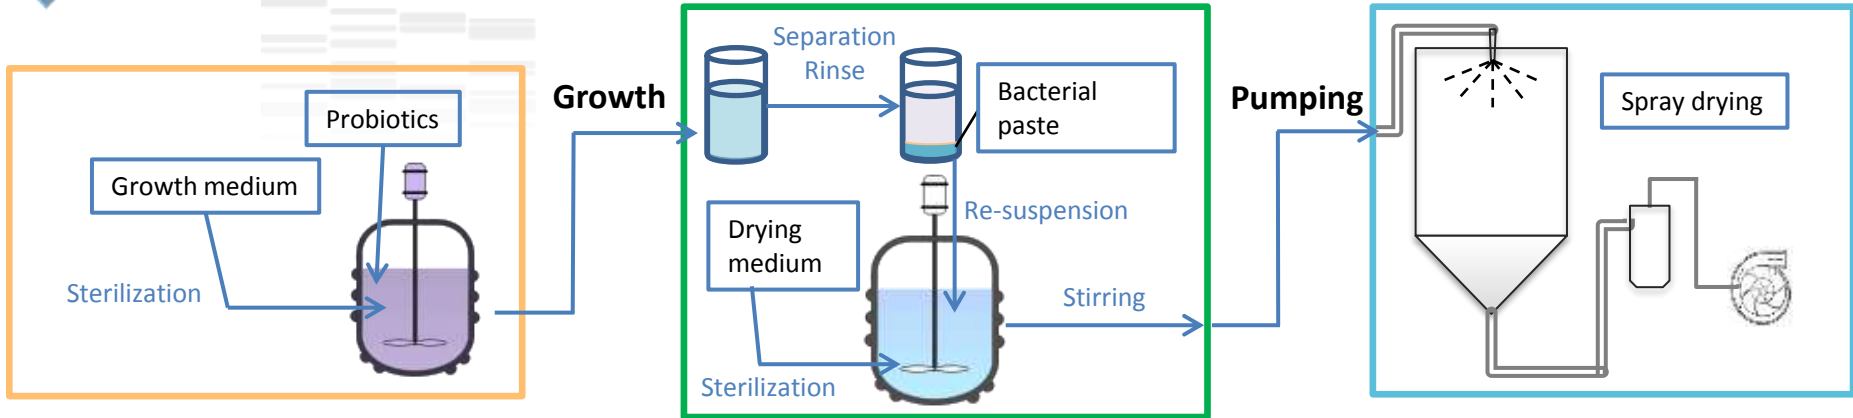 Probiotics
Growth medium
Sterilization
Growth
Separation
Rinse
Bacterial
paste
Re-suspension
Drying
medium
Sterilization
Stirring
Pumping
Spray drying